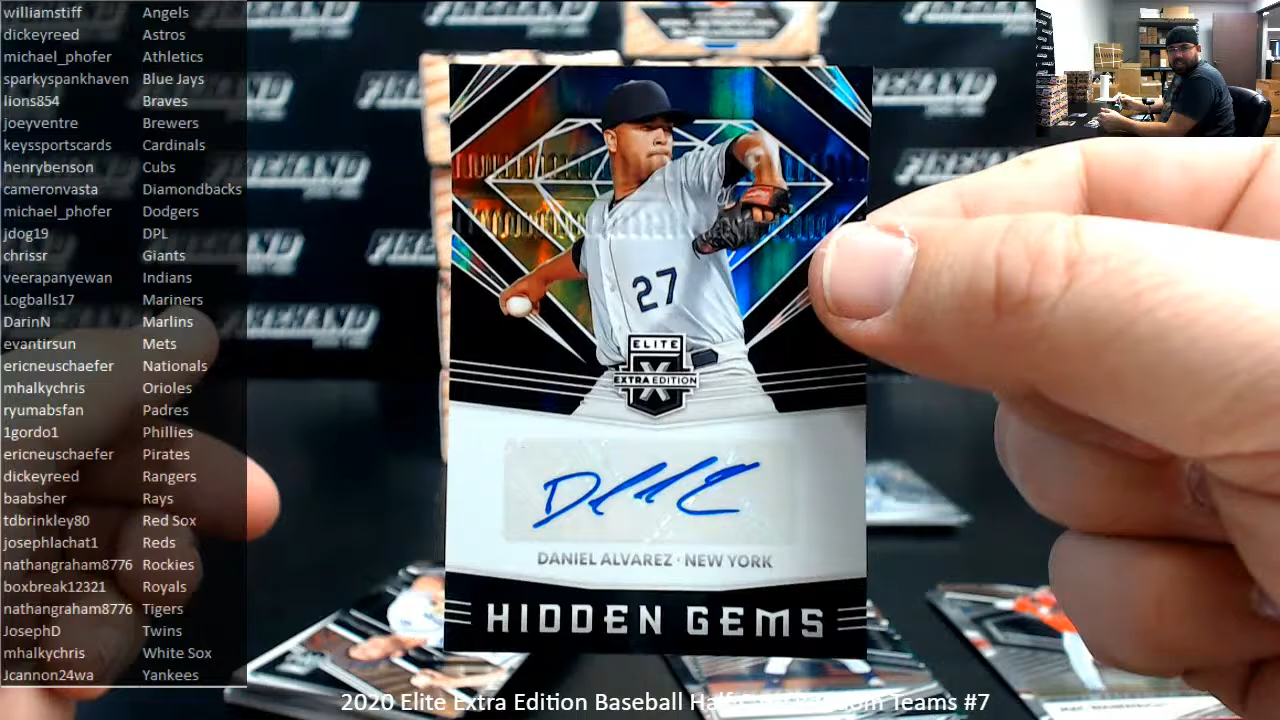 williamstiff Angels
dickeyreed Astros
michael_phofer Athletics
sparkyspankhaven Blue Jays
lions854 Braves
joeyventre Brewers
keyssportscards Cardinals
henrybenson Cubs
cameronvasta Diamondbacks
michael_phofer Dodgers
jdog19 DPL
chrissr Giants
veerapanyewan Indians
Logballs17 Mariners
DarinN Marlins
evantirsun Mets
ericneuschaefer Nationals
mhalkychris Orioles
ryumabsfan Padres
1gordo1 Phillies
ericneuschaefer Pirates
dickeyreed Rangers
baabsher Rays
tdbrinkley80 Red Sox
josephlachat1 Reds
nathangraham8776 Rockies
boxbreak12321 Royals
nathangraham8776 Tigers
JosephD Twins
mhalkychris White Sox
Jcannon24wa Yankees
FIREHAND
27
ELITE
X
EXTRA EDITION
DANIEL ALVAREZ · NEW YORK
HIDDEN GEMS
2020 Elite Extra Edition Baseball Teams #7